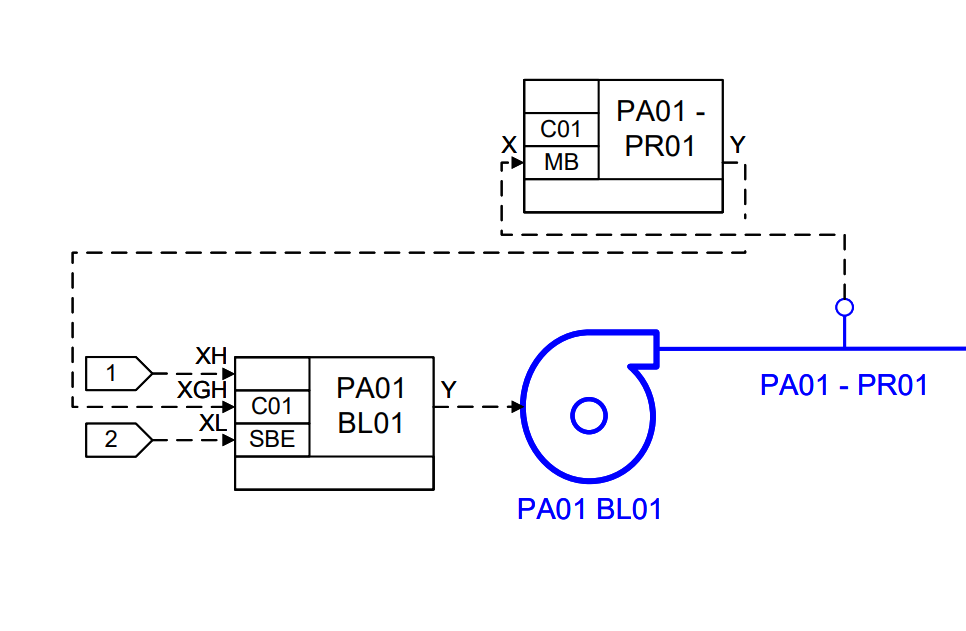 PA01 -
PR01
C01
MB
X
Y
XH
1
XGH
XL
2
C01
SBE
PA01
BL01
Y
PA01 - PR01
PA01 BL01